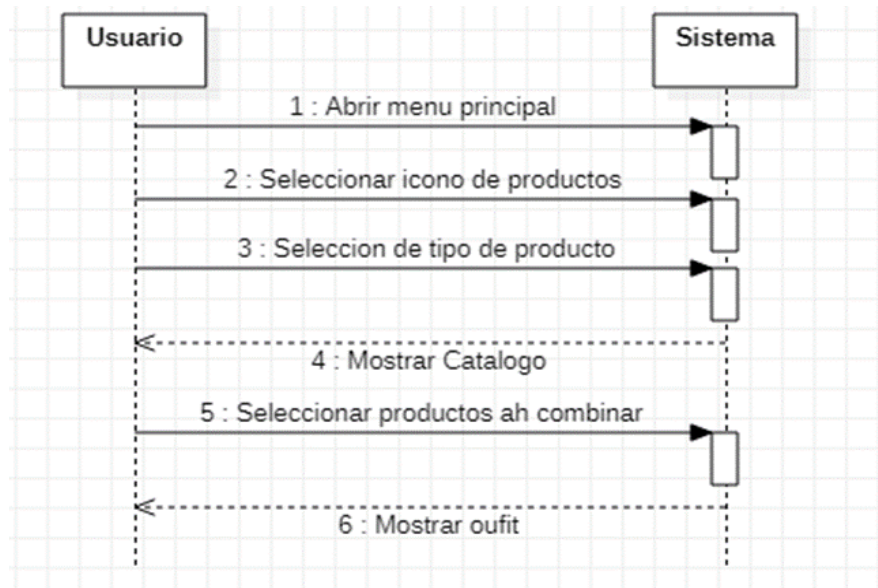 Usuario
Sistema
1 : Abrir menu principal
2 : Seleccionar icono de productos
3 : Seleccion de tipo de producto
4 : Mostrar Catalogo
5 : Seleccionar productos ah combinar
6 : Mostrar oufit